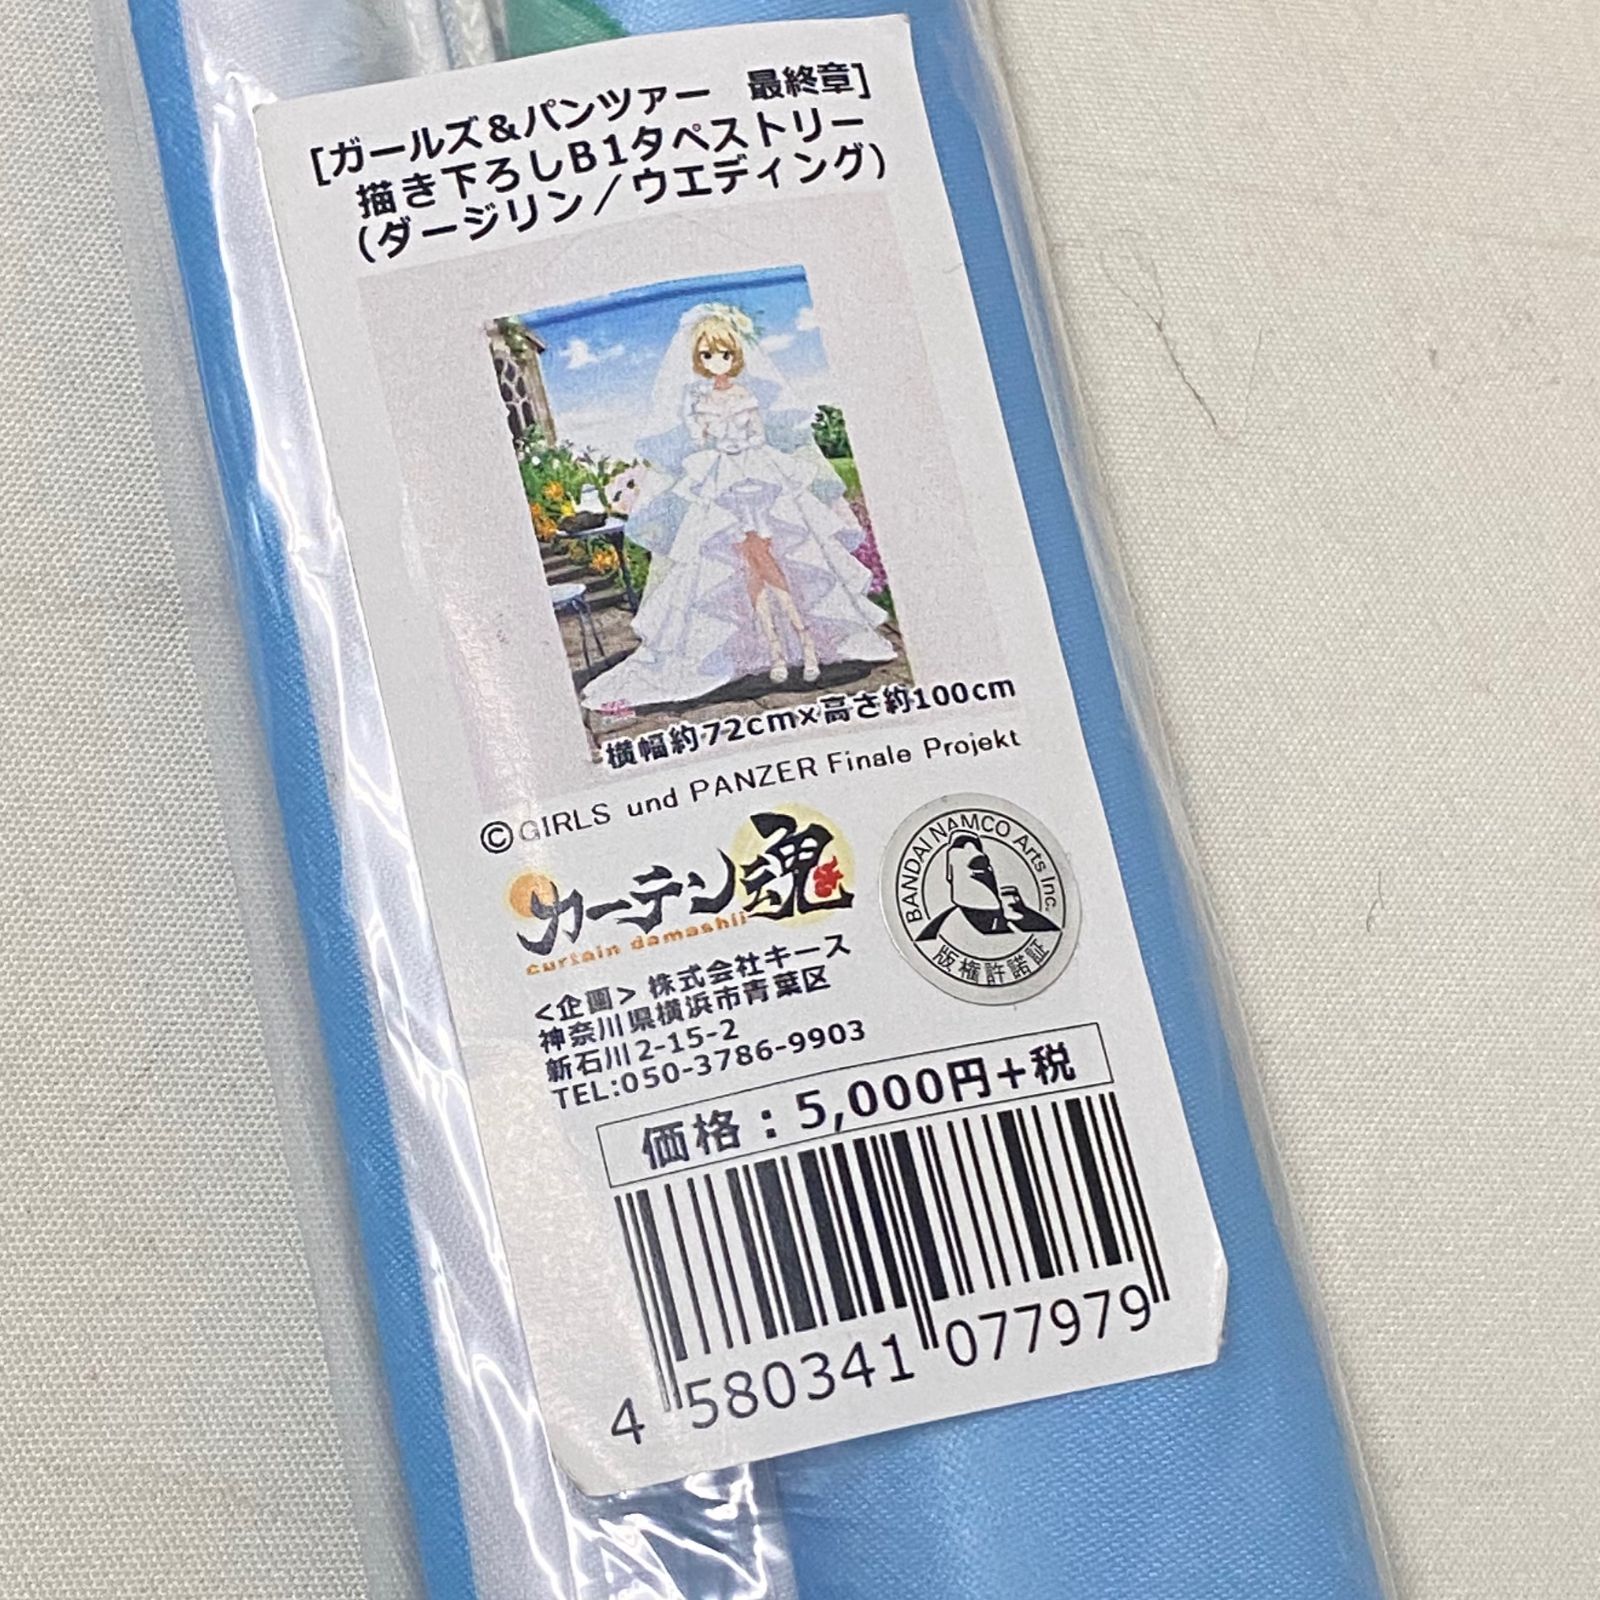 [ガールズ&パンツァー　最終章]
描き下ろしB1タペストリー
(ダージリン／ウエディング)
横幅約72cm×高さ約100cm
©GIRLS und PANZER Finale Projekt
カーテン魂
curtain damashii
BANDAI NAMCO Arts Inc.
版権許諾証
<企画> 株式会社キース
神奈川県横浜市青葉区
新石川2-15-2
TEL:050-3786-9903
価格：5,000円+税
4 580341 077979